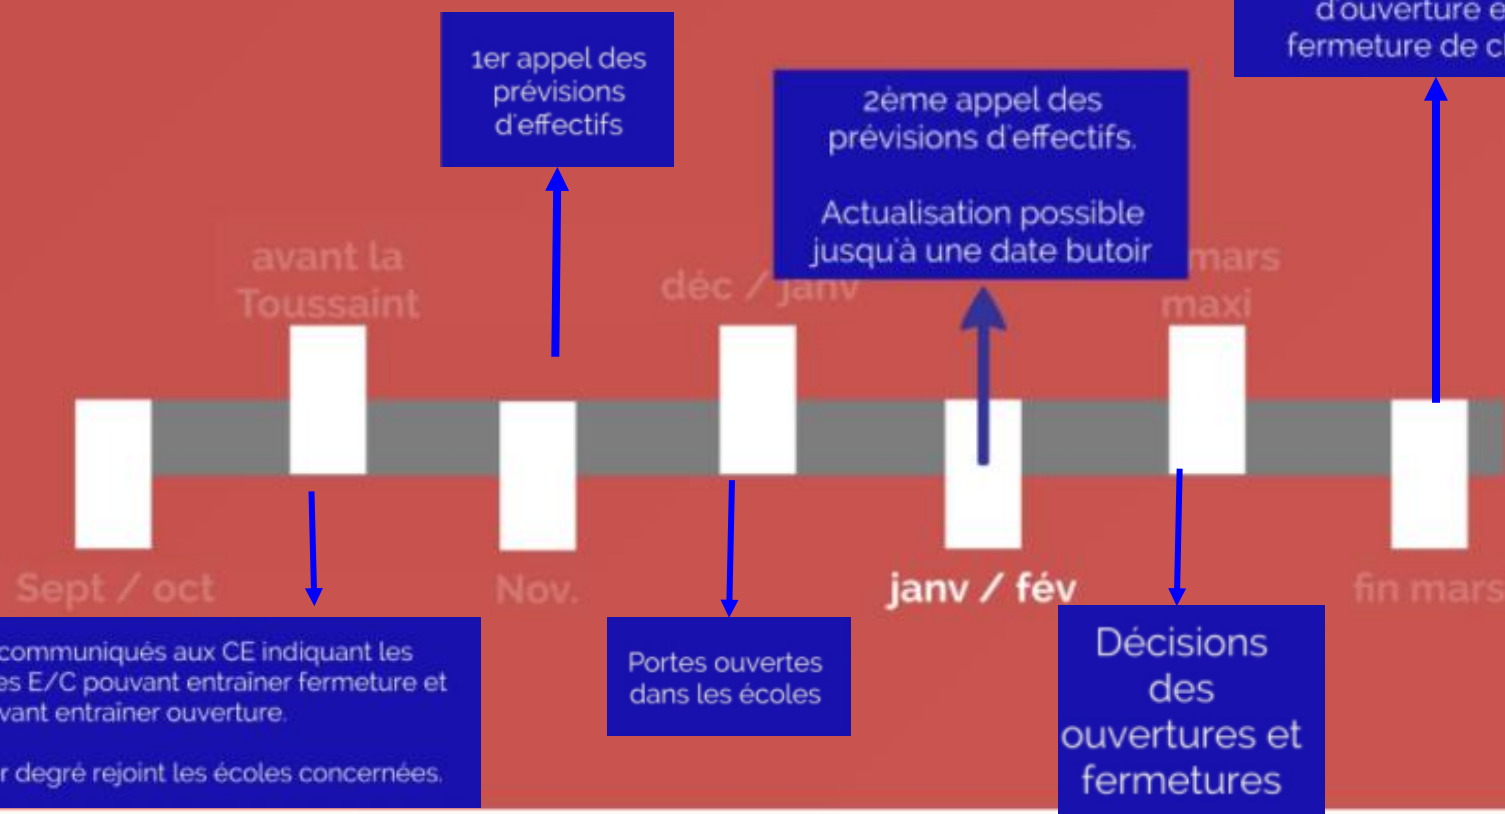 d'ouverture e
fermeture de cl
1er appel des
prévisions
d'effectifs
2ème appel des
prévisions d'effectifs.
Actualisation possible
jusqu'à une date butoir
avant la
Toussaint
déc / janv
mars
maxi
Sept / oct
Nov.
janv / fév
fin mars
communiqués aux CE indiquant les
es E/C pouvant entraîner fermeture et
vant entraîner ouverture.
r degré rejoint les écoles concernées.
Portes ouvertes
dans les écoles
Décisions
des
ouvertures et
fermetures